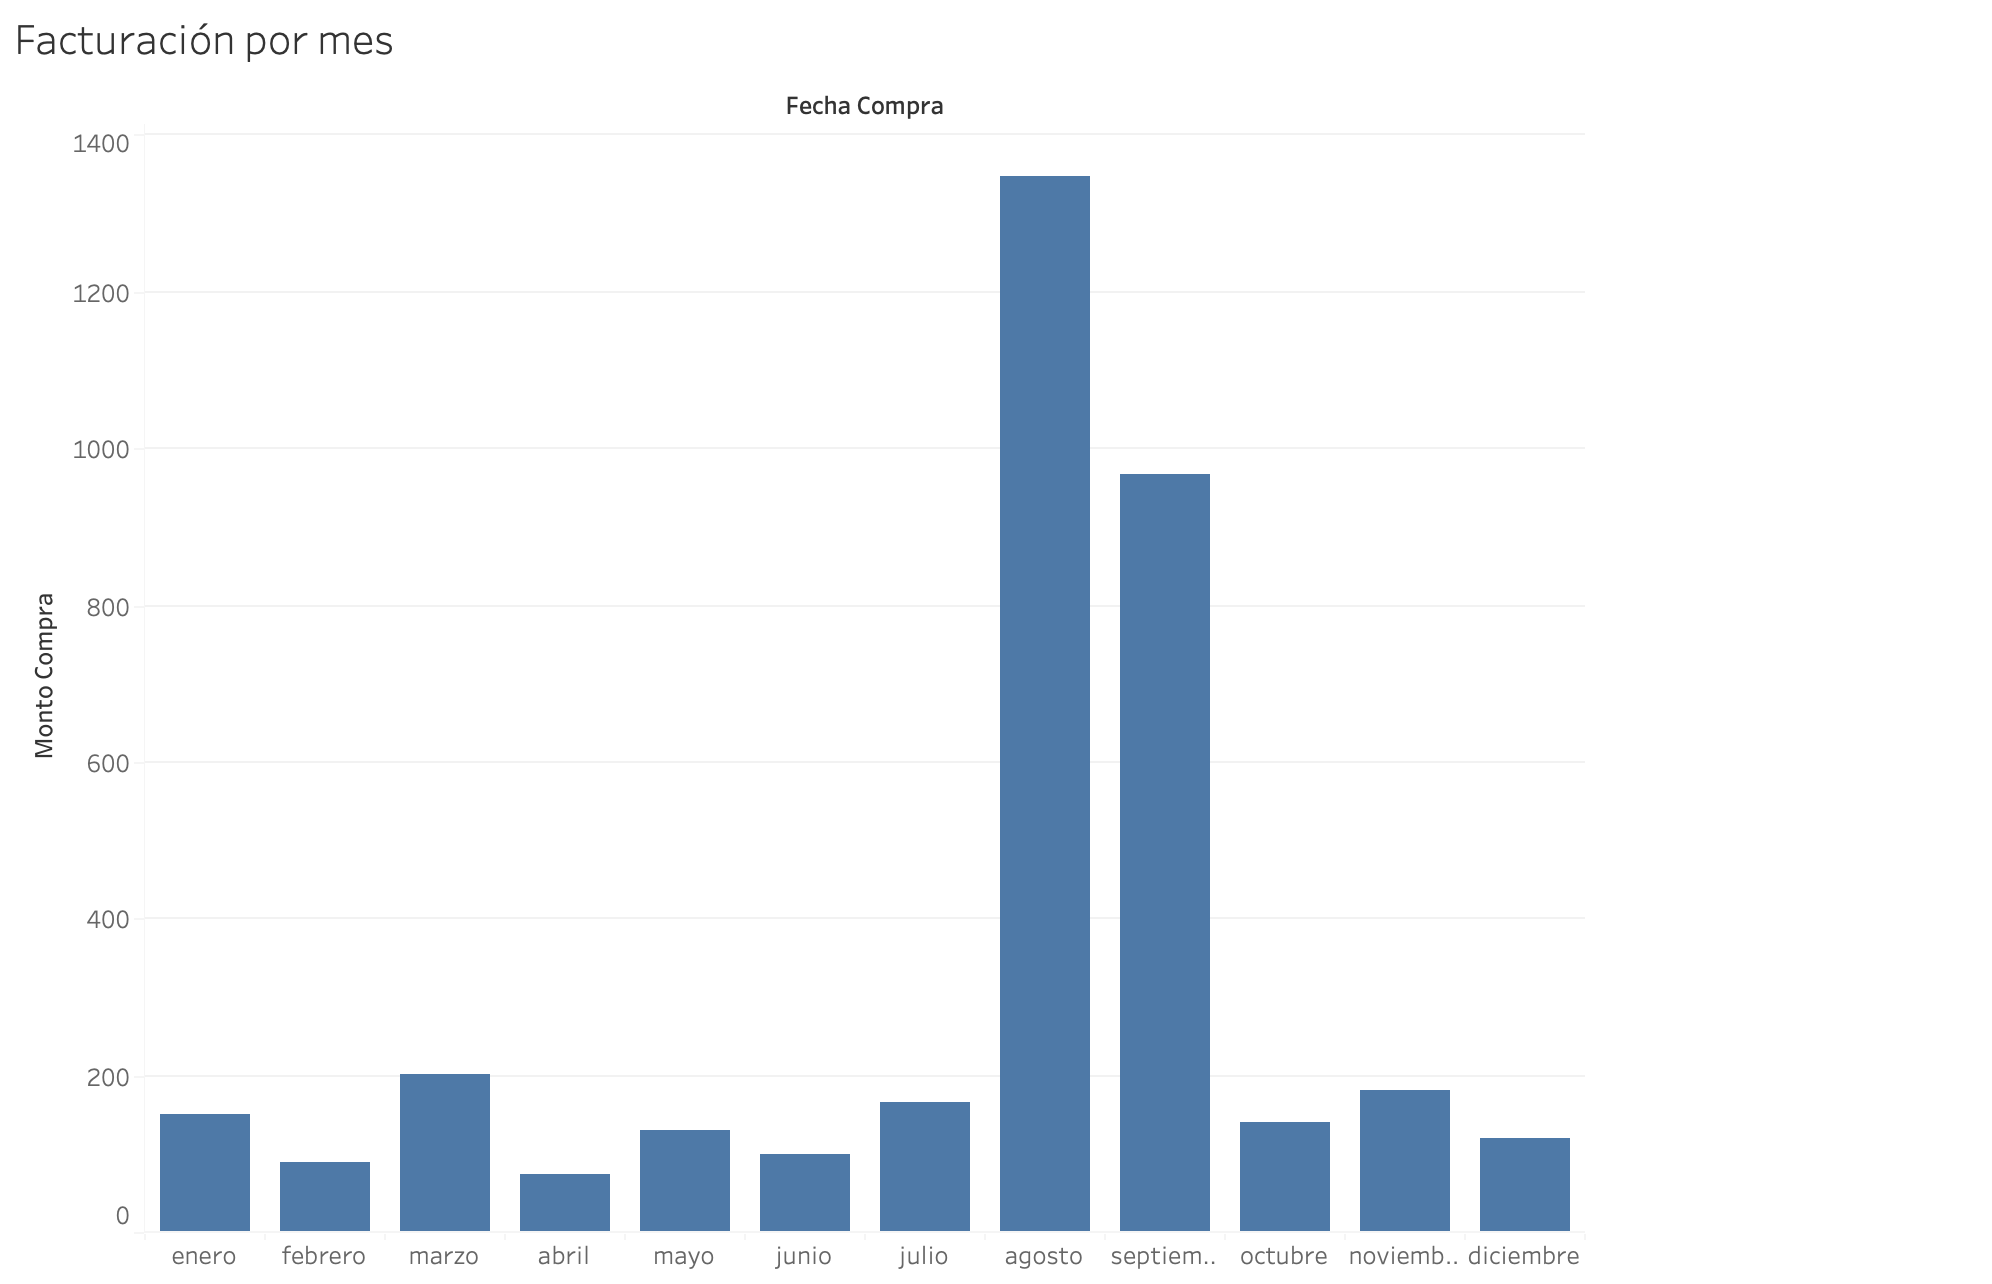 Facturación por mes
Fecha Compra
1400
1200
1000
800
600
400
200
0
Monto Compra
enero febrero marzo abril mayo junio julio agosto septiem.. octubre noviemb.. diciembre